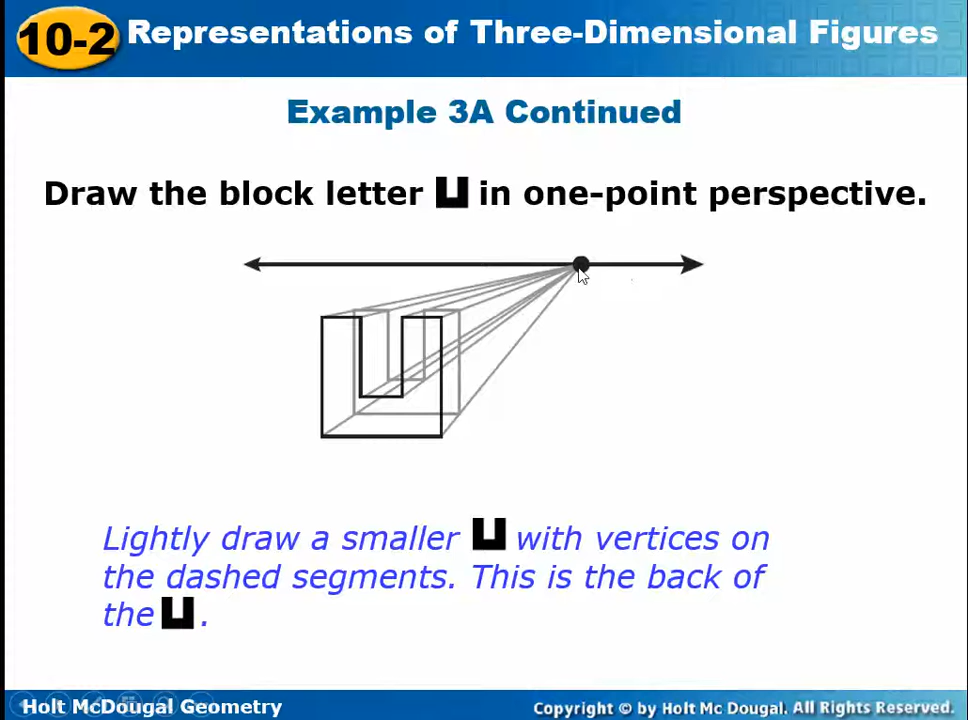 10-2 Representations of Three-Dimensional Figures
Example 3A Continued
Draw the block letter U in one-point perspective.
Lightly draw a smaller U with vertices on
the dashed segments. This is the back of
the U.
Holt McDougal Geometry
Copyright © by Holt Mc Dougal. All Rights Reserved.